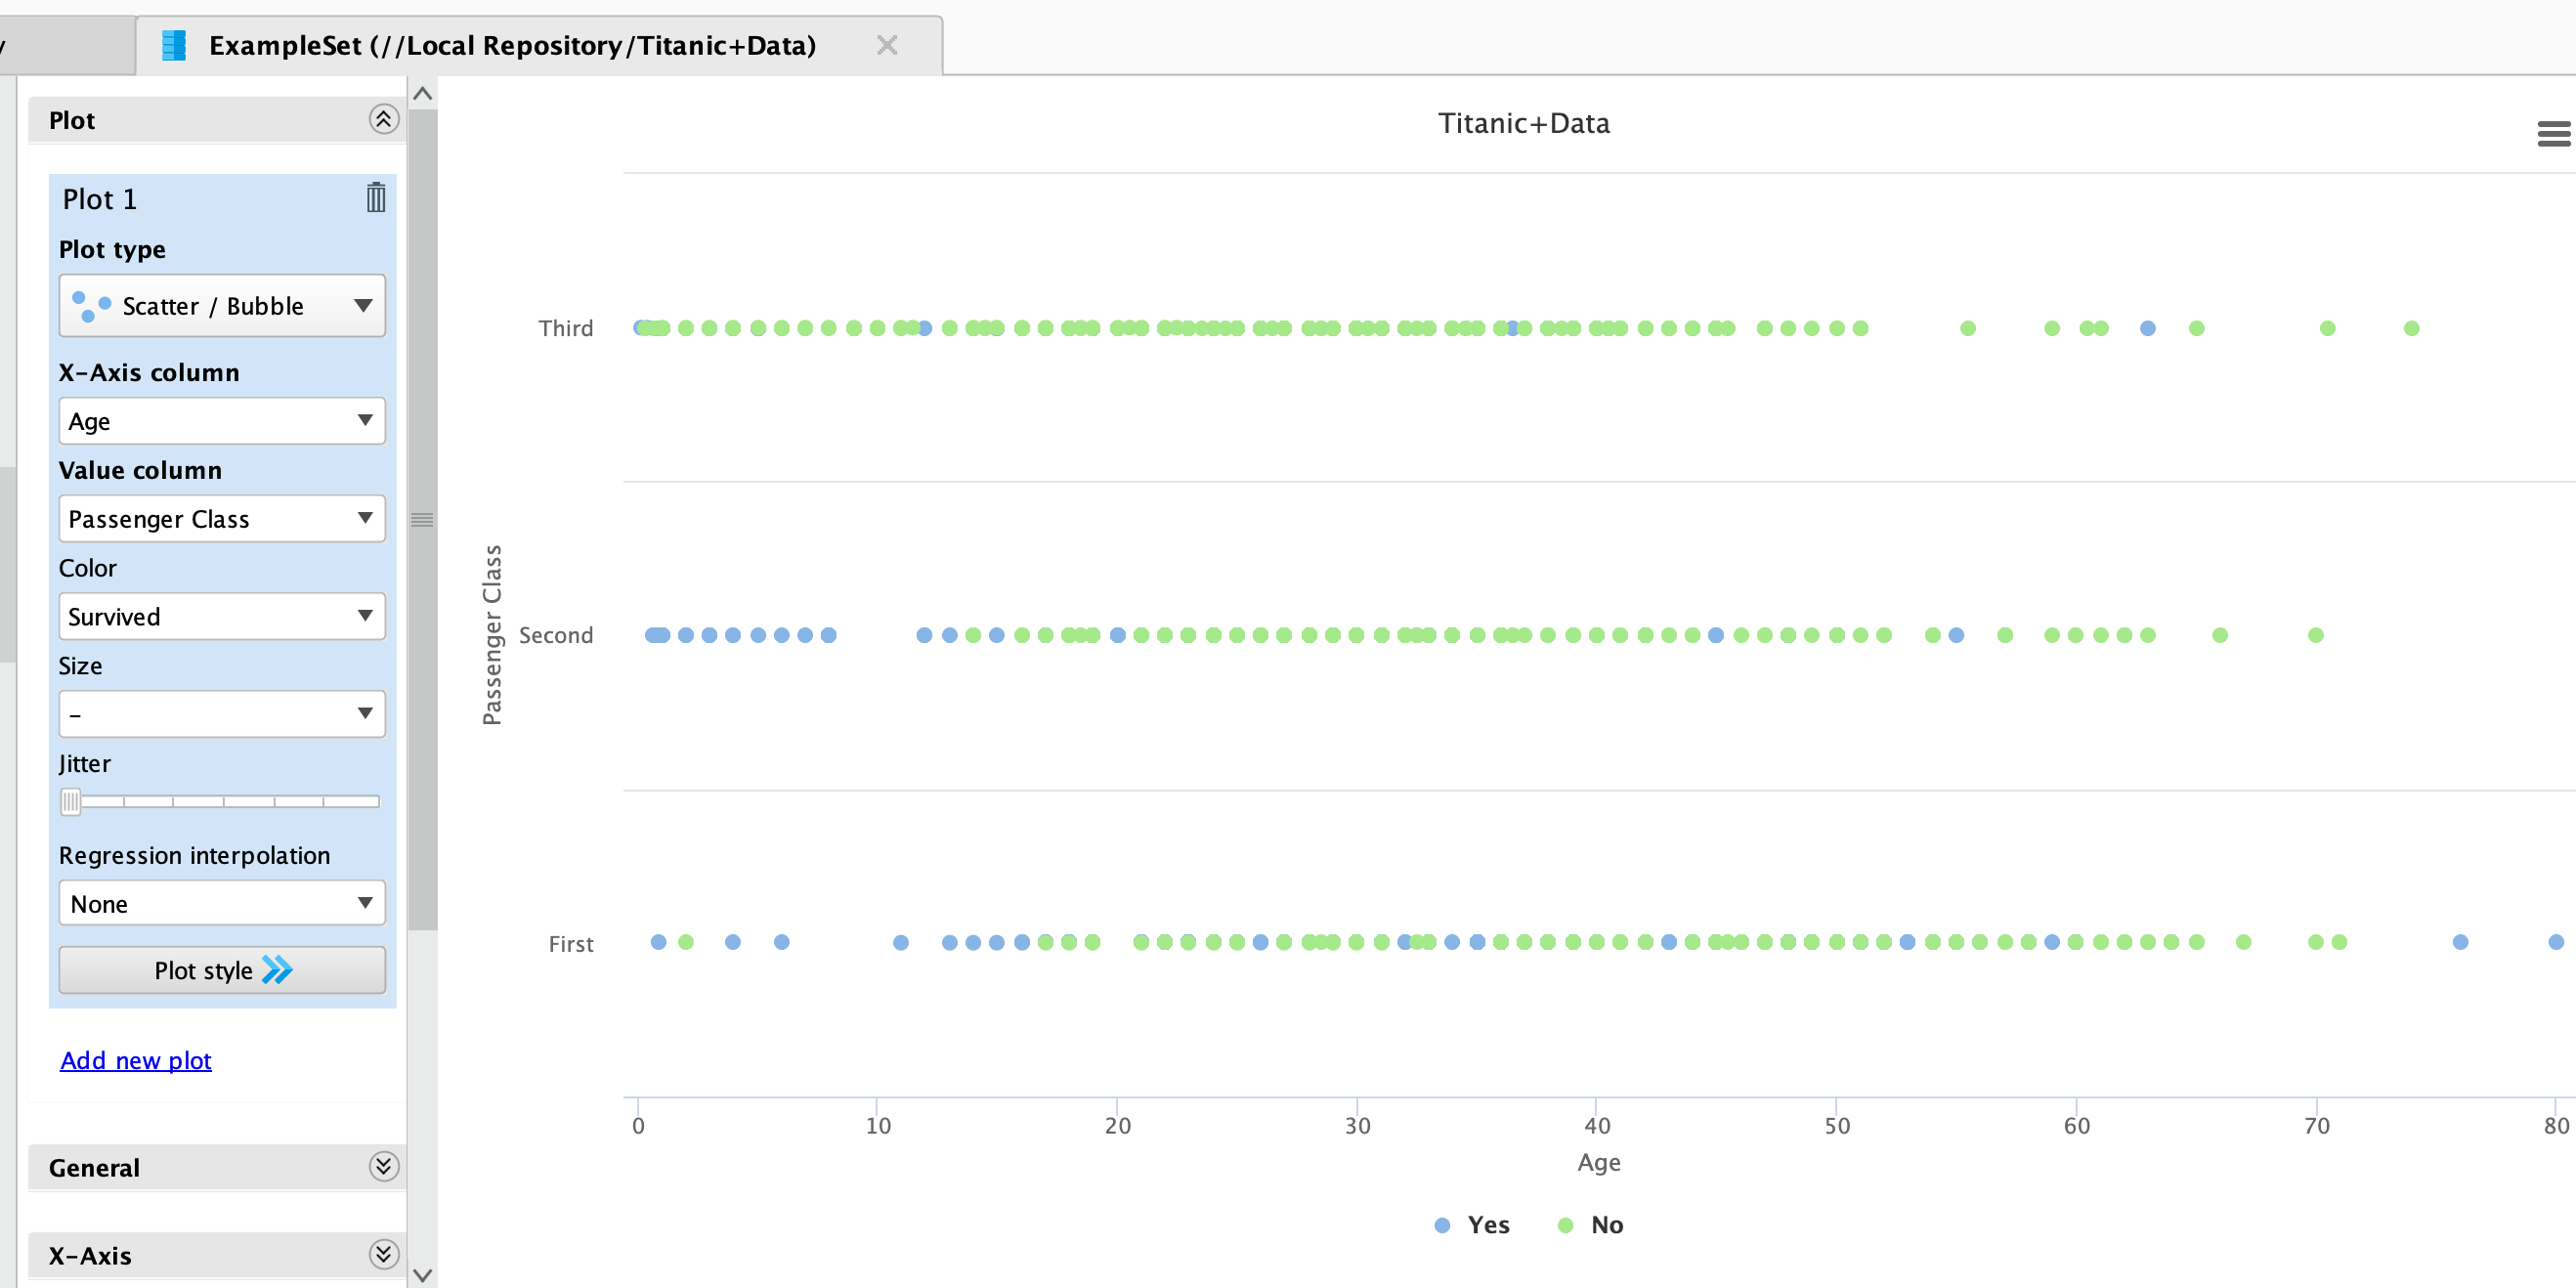 y
ExampleSet (//Local Repository/Titanic+Data)
Plot
Plot 1
Plot type
Scatter / Bubble
X-Axis column
Age
Value column
Passenger Class
Color
Survived
Size
-
Jitter
Regression interpolation
None
Plot style
Add new plot
General
X-Axis
Titanic+Data
Passenger Class
Third
Second
First
0 10 20 30 40 50 60 70 80
Age
Yes No